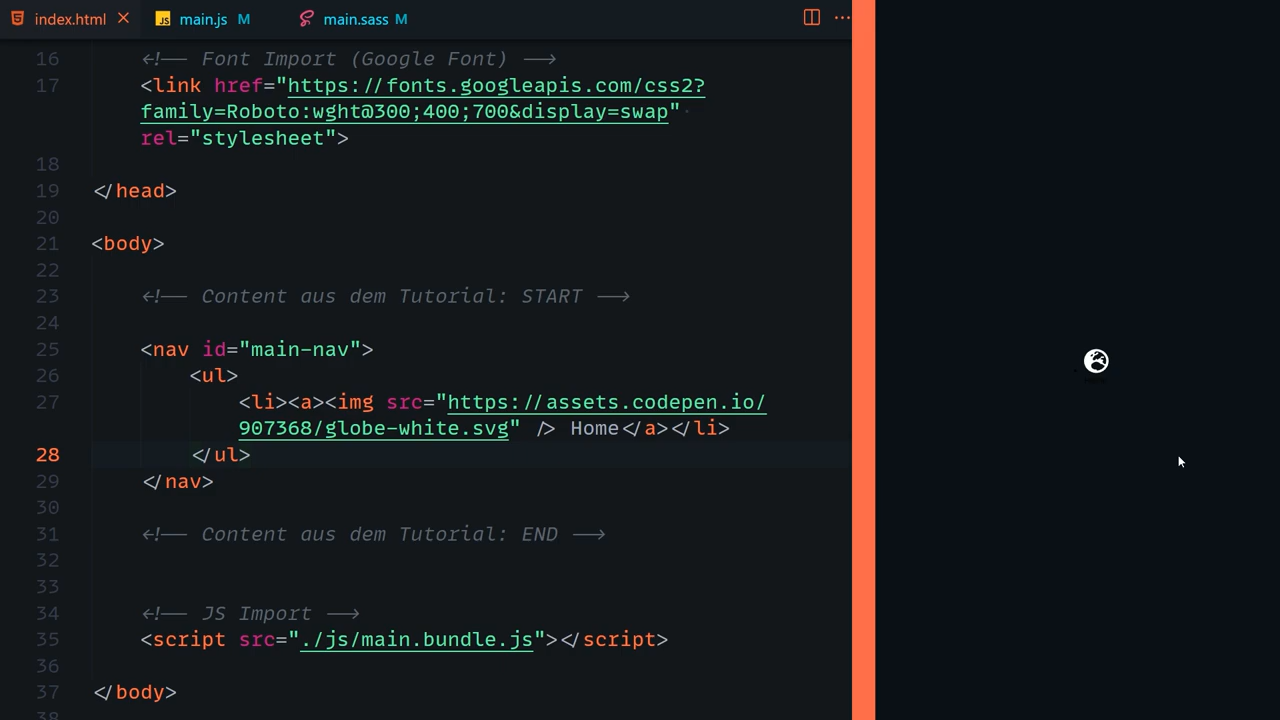 index.html main.js M main.sass M
16 <!-- Font Import (Google Font) -->
17 <link href="https://fonts.googleapis.com/css2?
family=Roboto:wght@300;400;700&display=swap"
rel="stylesheet">
18
19 </head>
20
21 <body>
22
23 <!-- Content aus dem Tutorial: START -->
24
25 <nav id="main-nav">
26 <ul>
27 <li><a><img src="https://assets.codepen.io/
907368/globe-white.svg" /> Home</a></li>
28 </ul>
29 </nav>
30
31 <!-- Content aus dem Tutorial: END -->
32
33
34 <!-- JS Import -->
35 <script src="./js/main.bundle.js"></script>
36
37 </body>
38